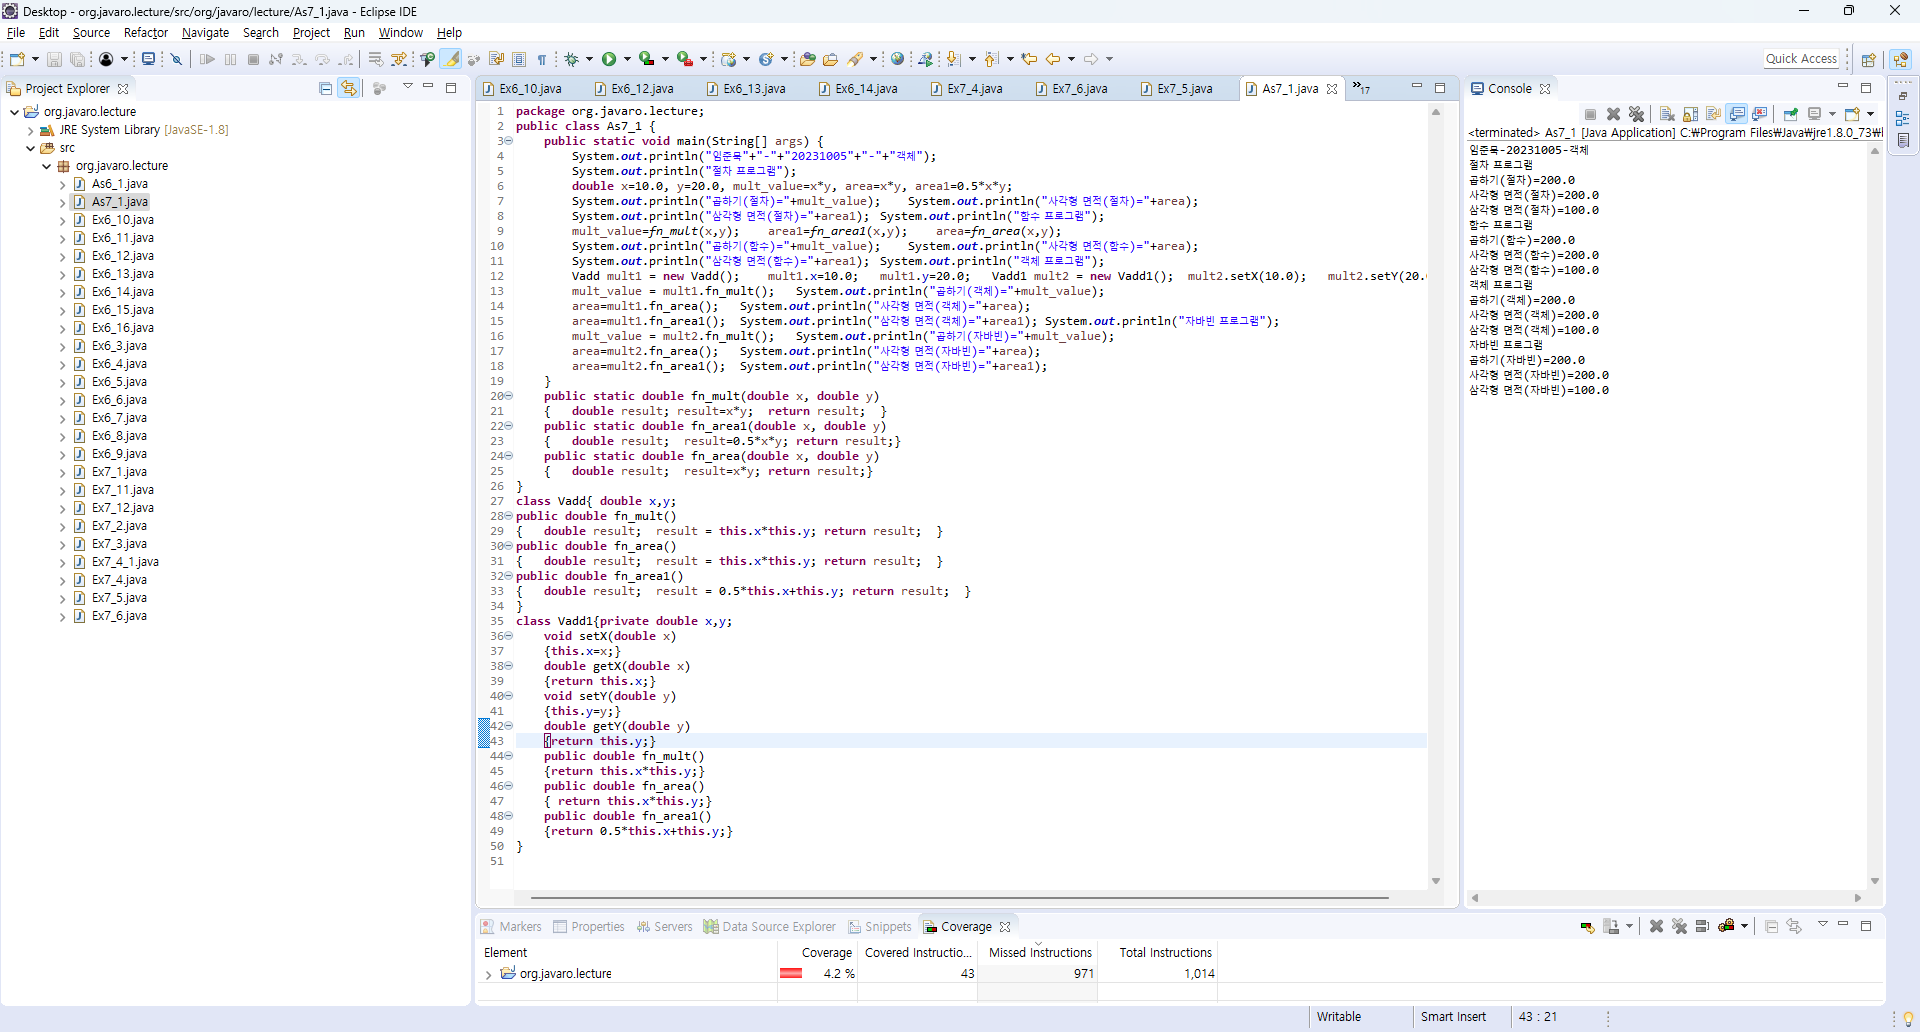 Desktop - org.javaro.lecture/src/org/javaro/lecture/As7_1.java - Eclipse IDE
File Edit Source Refactor Navigate Search Project Run Window Help
Quick Access
Project Explorer
org.javaro.lecture
JRE System Library [JavaSE-1.8]
src
org.javaro.lecture
As6_1.java
As7_1.java
Ex6_10.java
Ex6_11.java
Ex6_12.java
Ex6_13.java
Ex6_14.java
Ex6_15.java
Ex6_16.java
Ex6_3.java
Ex6_4.java
Ex6_5.java
Ex6_6.java
Ex6_7.java
Ex6_8.java
Ex6_9.java
Ex7_1.java
Ex7_11.java
Ex7_12.java
Ex7_2.java
Ex7_3.java
Ex7_4_1.java
Ex7_4.java
Ex7_5.java
Ex7_6.java
Ex6_10.java Ex6_12.java Ex6_13.java Ex6_14.java Ex7_4.java Ex7_6.java Ex7_5.java As7_1.java »17
1 package org.javaro.lecture;
2 public class As7_1 {
3 public static void main(String[] args) {
4 System.out.println("임준목"+"-"+"20231005"+"-"+"객체");
5 System.out.println("절차 프로그램");
6 double x=10.0, y=20.0, mult_value=x*y, area=x*y, area1=0.5*x*y;
7 System.out.println("곱하기(절차)="+mult_value); System.out.println("사각형 면적(절차)="+area);
8 System.out.println("삼각형 면적(절차)="+area1); System.out.println("함수 프로그램");
9 mult_value=fn_mult(x,y); area1=fn_area1(x,y); area=fn_area(x,y);
10 System.out.println("곱하기(함수)="+mult_value); System.out.println("사각형 면적(함수)="+area);
11 System.out.println("삼각형 면적(함수)="+area1); System.out.println("객체 프로그램");
12 Vadd mult1 = new Vadd(); mult1.x=10.0; mult1.y=20.0; Vadd1 mult2 = new Vadd1(); mult2.setX(10.0); mult2.setY(20.
13 mult_value = mult1.fn_mult(); System.out.println("곱하기(객체)="+mult_value);
14 area=mult1.fn_area(); System.out.println("사각형 면적(객체)="+area);
15 area=mult1.fn_area1(); System.out.println("삼각형 면적(객체)="+area1); System.out.println("자바빈 프로그램");
16 mult_value = mult2.fn_mult(); System.out.println("곱하기(자바빈)="+mult_value);
17 area=mult2.fn_area(); System.out.println("사각형 면적(자바빈)="+area);
18 area=mult2.fn_area1(); System.out.println("삼각형 면적(자바빈)="+area1);
19 }
20 public static double fn_mult(double x, double y)
21 { double result; result=x*y; return result; }
22 public static double fn_area1(double x, double y)
23 { double result; result=0.5*x*y; return result;}
24 public static double fn_area(double x, double y)
25 { double result; result=x*y; return result;}
26 }
27 class Vadd{ double x,y;
28 public double fn_mult()
29 { double result; result = this.x*this.y; return result; }
30 public double fn_area()
31 { double result; result = this.x*this.y; return result; }
32 public double fn_area1()
33 { double result; result = 0.5*this.x+this.y; return result; }
34 }
35 class Vadd1{private double x,y;
36 void setX(double x)
37 {this.x=x;}
38 double getX(double x)
39 {return this.x;}
40 void setY(double y)
41 {this.y=y;}
42 double getY(double y)
43 {return this.y;}
44 public double fn_mult()
45 {return this.x*this.y;}
46 public double fn_area()
47 { return this.x*this.y;}
48 public double fn_area1()
49 {return 0.5*this.x+this.y;}
50 }
51
Console
<terminated> As7_1 [Java Application] C:₩Program Files₩Java₩jre1.8.0_73₩
임준목-20231005-객체
절차 프로그램
곱하기(절차)=200.0
사각형 면적(절차)=200.0
삼각형 면적(절차)=100.0
함수 프로그램
곱하기(함수)=200.0
사각형 면적(함수)=200.0
삼각형 면적(함수)=100.0
객체 프로그램
곱하기(객체)=200.0
사각형 면적(객체)=200.0
삼각형 면적(객체)=100.0
자바빈 프로그램
곱하기(자바빈)=200.0
사각형 면적(자바빈)=200.0
삼각형 면적(자바빈)=100.0
Markers Properties Servers Data Source Explorer Snippets Coverage
Element Coverage Covered Instructio... Missed Instructions Total Instructions
org.javaro.lecture 4.2 % 43 971 1,014
Writable Smart Insert 43 : 21